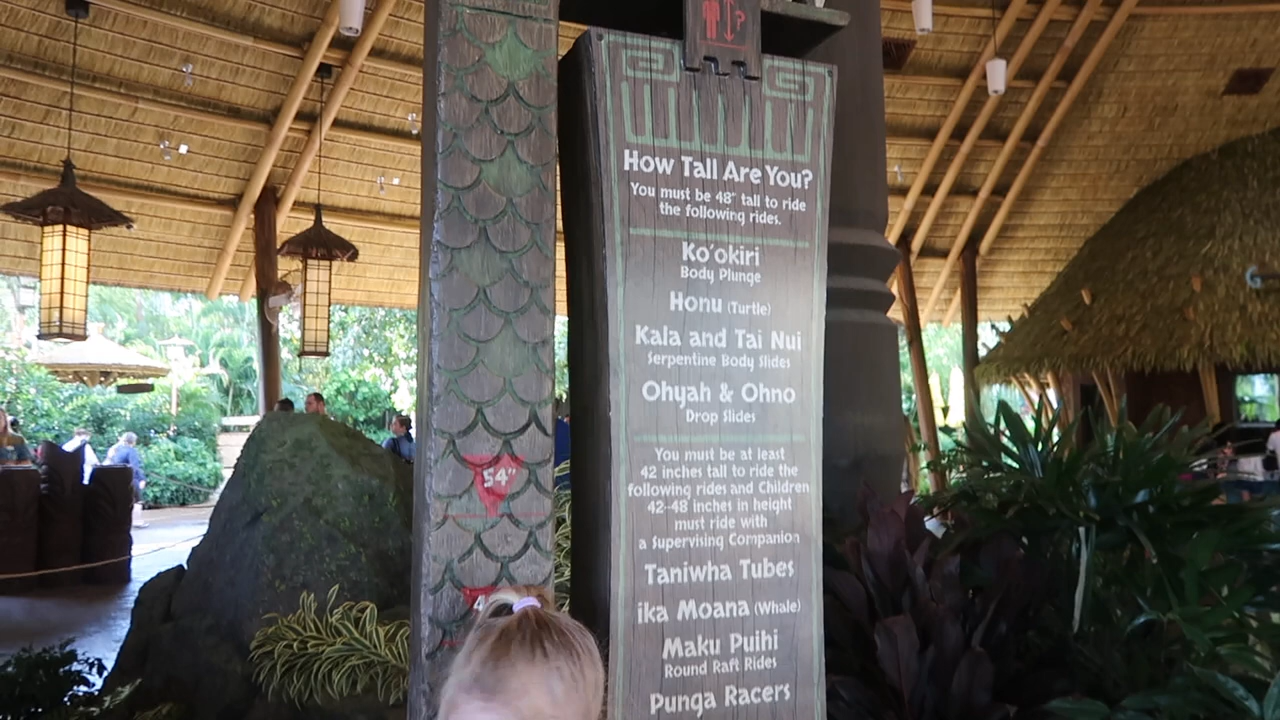 ?
How Tall Are You?
You must be 48" tall to ride
the following rides.
Ko'okiri
Body Plunge
Honu (Turtle)
Kala and Tai Nui
Serpentine Body Slides
Ohyah & Ohno
Drop Slides
54"
You must be at least
42 inches tall to ride the
following rides and Children
42-48 inches in height
must ride with
a Supervising Companion
Taniwha Tubes
ika Moana (Whale)
Maku Puihi
Round Raft Rides
Punga Racers